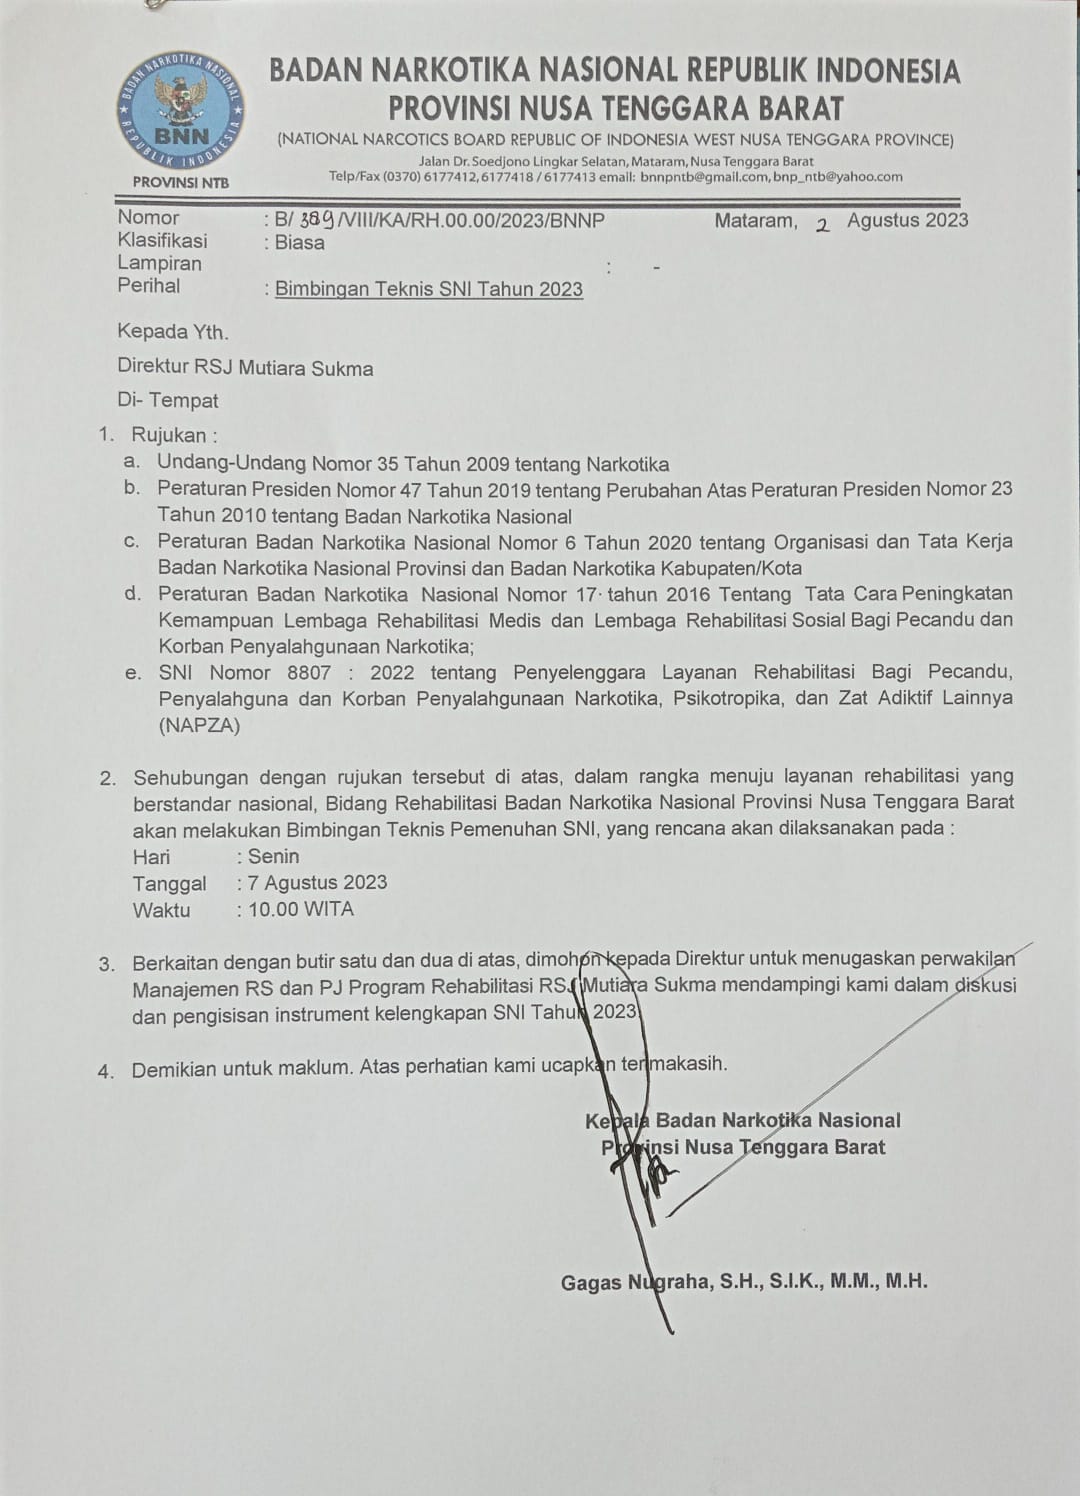 BADAN NARKOTIKA NASIONAL
REPUBLIK INDONESIA
BNN
PROVINSI NTB
BADAN NARKOTIKA NASIONAL REPUBLIK INDONESIA
PROVINSI NUSA TENGGARA BARAT
(NATIONAL NARCOTICS BOARD REPUBLIC OF INDONESIA WEST NUSA TENGGARA PROVINCE)
Jalan Dr. Soedjono Lingkar Selatan, Mataram, Nusa Tenggara Barat
Telp/Fax (0370) 6177412, 6177418 / 6177413 email: bnnpntb@gmail.com, bnp_ntb@yahoo.com
Nomor : B/ 389 /VIII/KA/RH.00.00/2023/BNNP Mataram, 2 Agustus 2023
Klasifikasi : Biasa
Lampiran : -
Perihal : Bimbingan Teknis SNI Tahun 2023
Kepada Yth.
Direktur RSJ Mutiara Sukma
Di- Tempat
1. Rujukan :
a. Undang-Undang Nomor 35 Tahun 2009 tentang Narkotika
b. Peraturan Presiden Nomor 47 Tahun 2019 tentang Perubahan Atas Peraturan Presiden Nomor 23
Tahun 2010 tentang Badan Narkotika Nasional
c. Peraturan Badan Narkotika Nasional Nomor 6 Tahun 2020 tentang Organisasi dan Tata Kerja
Badan Narkotika Nasional Provinsi dan Badan Narkotika Kabupaten/Kota
d. Peraturan Badan Narkotika Nasional Nomor 17 tahun 2016 Tentang Tata Cara Peningkatan
Kemampuan Lembaga Rehabilitasi Medis dan Lembaga Rehabilitasi Sosial Bagi Pecandu dan
Korban Penyalahgunaan Narkotika;
e. SNI Nomor 8807 : 2022 tentang Penyelenggara Layanan Rehabilitasi Bagi Pecandu,
Penyalahguna dan Korban Penyalahgunaan Narkotika, Psikotropika, dan Zat Adiktif Lainnya
(NAPZA)
2. Sehubungan dengan rujukan tersebut di atas, dalam rangka menuju layanan rehabilitasi yang
berstandar nasional, Bidang Rehabilitasi Badan Narkotika Nasional Provinsi Nusa Tenggara Barat
akan melakukan Bimbingan Teknis Pemenuhan SNI, yang rencana akan dilaksanakan pada :
Hari : Senin
Tanggal : 7 Agustus 2023
Waktu : 10.00 WITA
3. Berkaitan dengan butir satu dan dua di atas, dimohon kepada Direktur untuk menugaskan perwakilan
Manajemen RS dan PJ Program Rehabilitasi RSJ Mutiara Sukma mendampingi kami dalam diskusi
dan pengisisan instrument kelengkapan SNI Tahun 2023
4. Demikian untuk maklum. Atas perhatian kami ucapkan terimakasih.
Kepala Badan Narkotika Nasional
Provinsi Nusa Tenggara Barat
Gagas Nugraha, S.H., S.I.K., M.M., M.H.